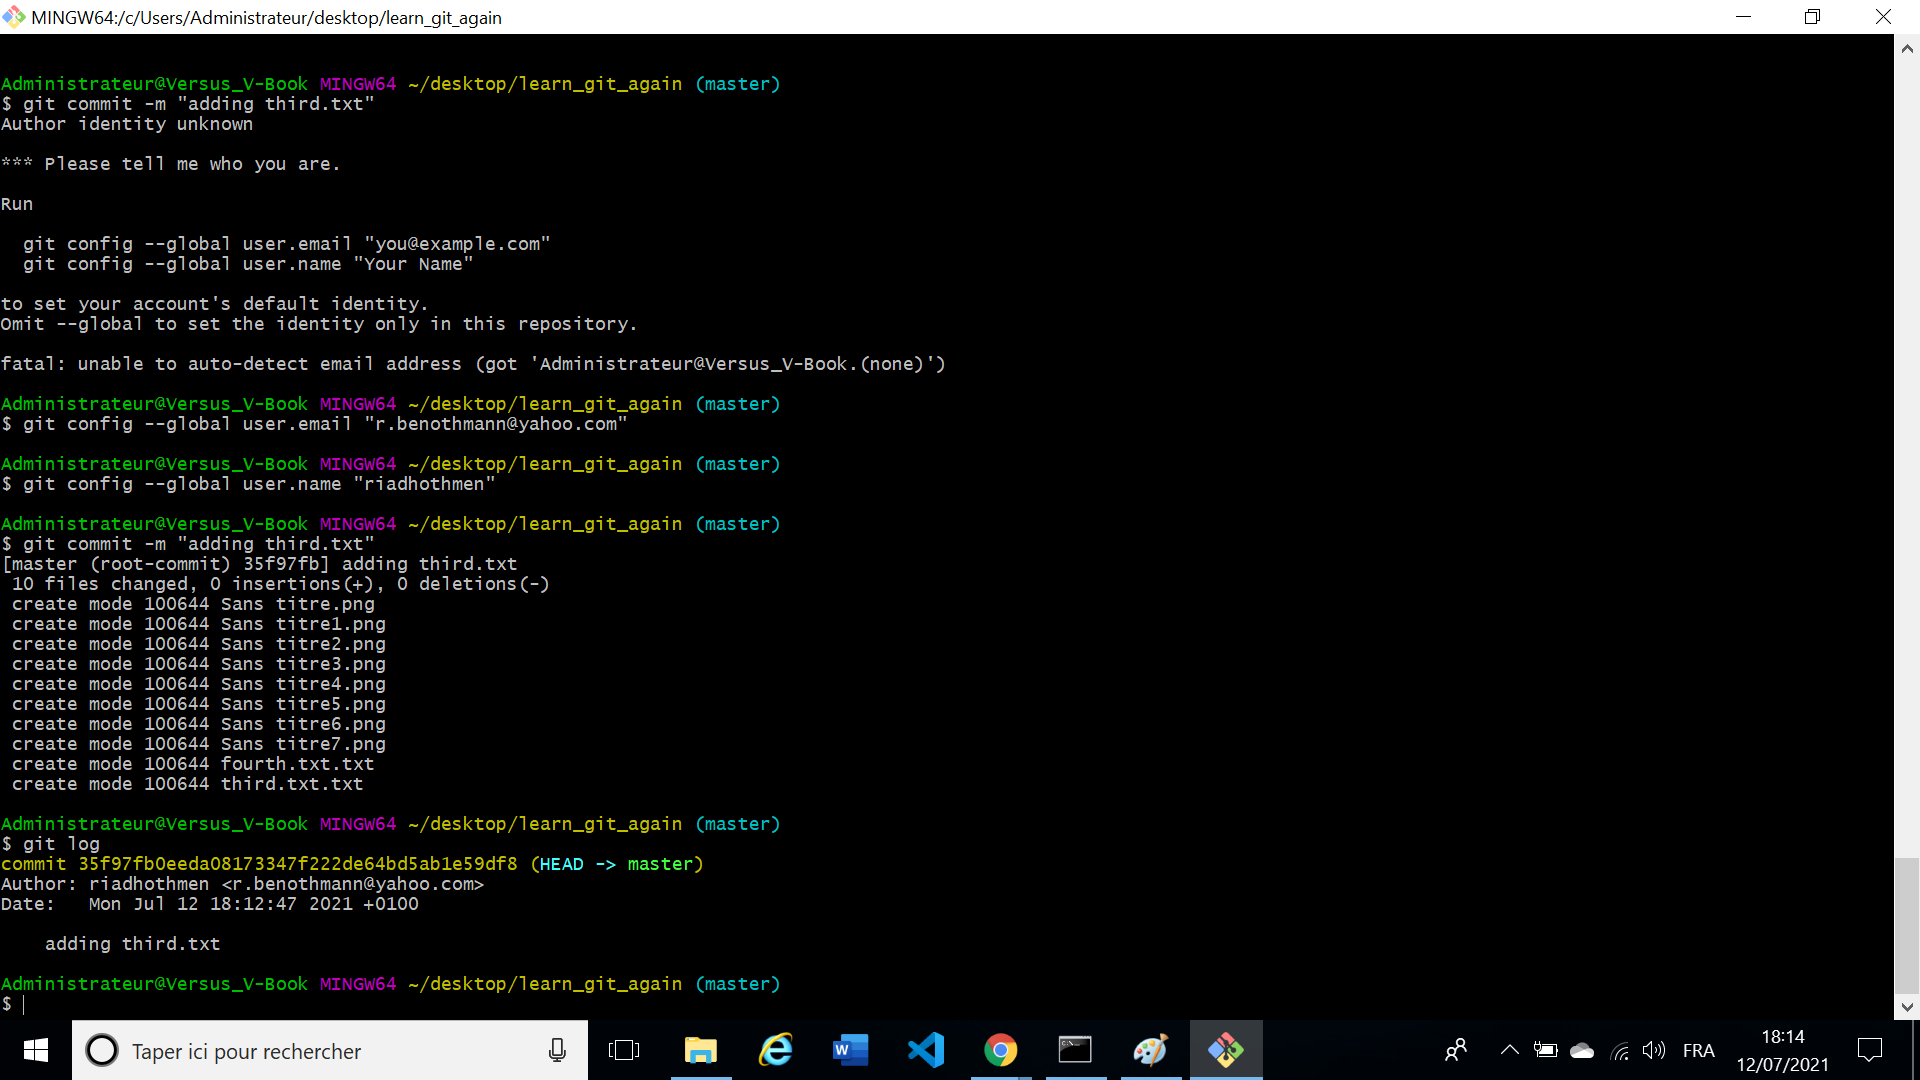 MINGW64:/c/Users/Administrateur/desktop/learn_git_again
Administrateur@Versus_V-Book MINGW64 ~/desktop/learn_git_again (master)
$ git commit -m "adding third.txt"
Author identity unknown
*** Please tell me who you are.
Run
git config --global user.email "you@example.com"
git config --global user.name "Your Name"
to set your account's default identity.
Omit --global to set the identity only in this repository.
fatal: unable to auto-detect email address (got 'Administrateur@Versus_V-Book.(none)')
Administrateur@Versus_V-Book MINGW64 ~/desktop/learn_git_again (master)
$ git config --global user.email "r.benothmann@yahoo.com"
Administrateur@Versus_V-Book MINGW64 ~/desktop/learn_git_again (master)
$ git config --global user.name "riadhothmen"
Administrateur@Versus_V-Book MINGW64 ~/desktop/learn_git_again (master)
$ git commit -m "adding third.txt"
[master (root-commit) 35f97fb] adding third.txt
10 files changed, 0 insertions(+), 0 deletions(-)
create mode 100644 Sans titre.png
create mode 100644 Sans titre1.png
create mode 100644 Sans titre2.png
create mode 100644 Sans titre3.png
create mode 100644 Sans titre4.png
create mode 100644 Sans titre5.png
create mode 100644 Sans titre6.png
create mode 100644 Sans titre7.png
create mode 100644 fourth.txt.txt
create mode 100644 third.txt.txt
Administrateur@Versus_V-Book MINGW64 ~/desktop/learn_git_again (master)
$ git log
commit 35f97fb0eeda08173347f222de64bd5ab1e59df8 (HEAD -> master)
Author: riadhothmen <r.benothmann@yahoo.com>
Date:   Mon Jul 12 18:12:47 2021 +0100
adding third.txt
Administrateur@Versus_V-Book MINGW64 ~/desktop/learn_git_again (master)
$
Taper ici pour rechercher
FRA
18:14
12/07/2021